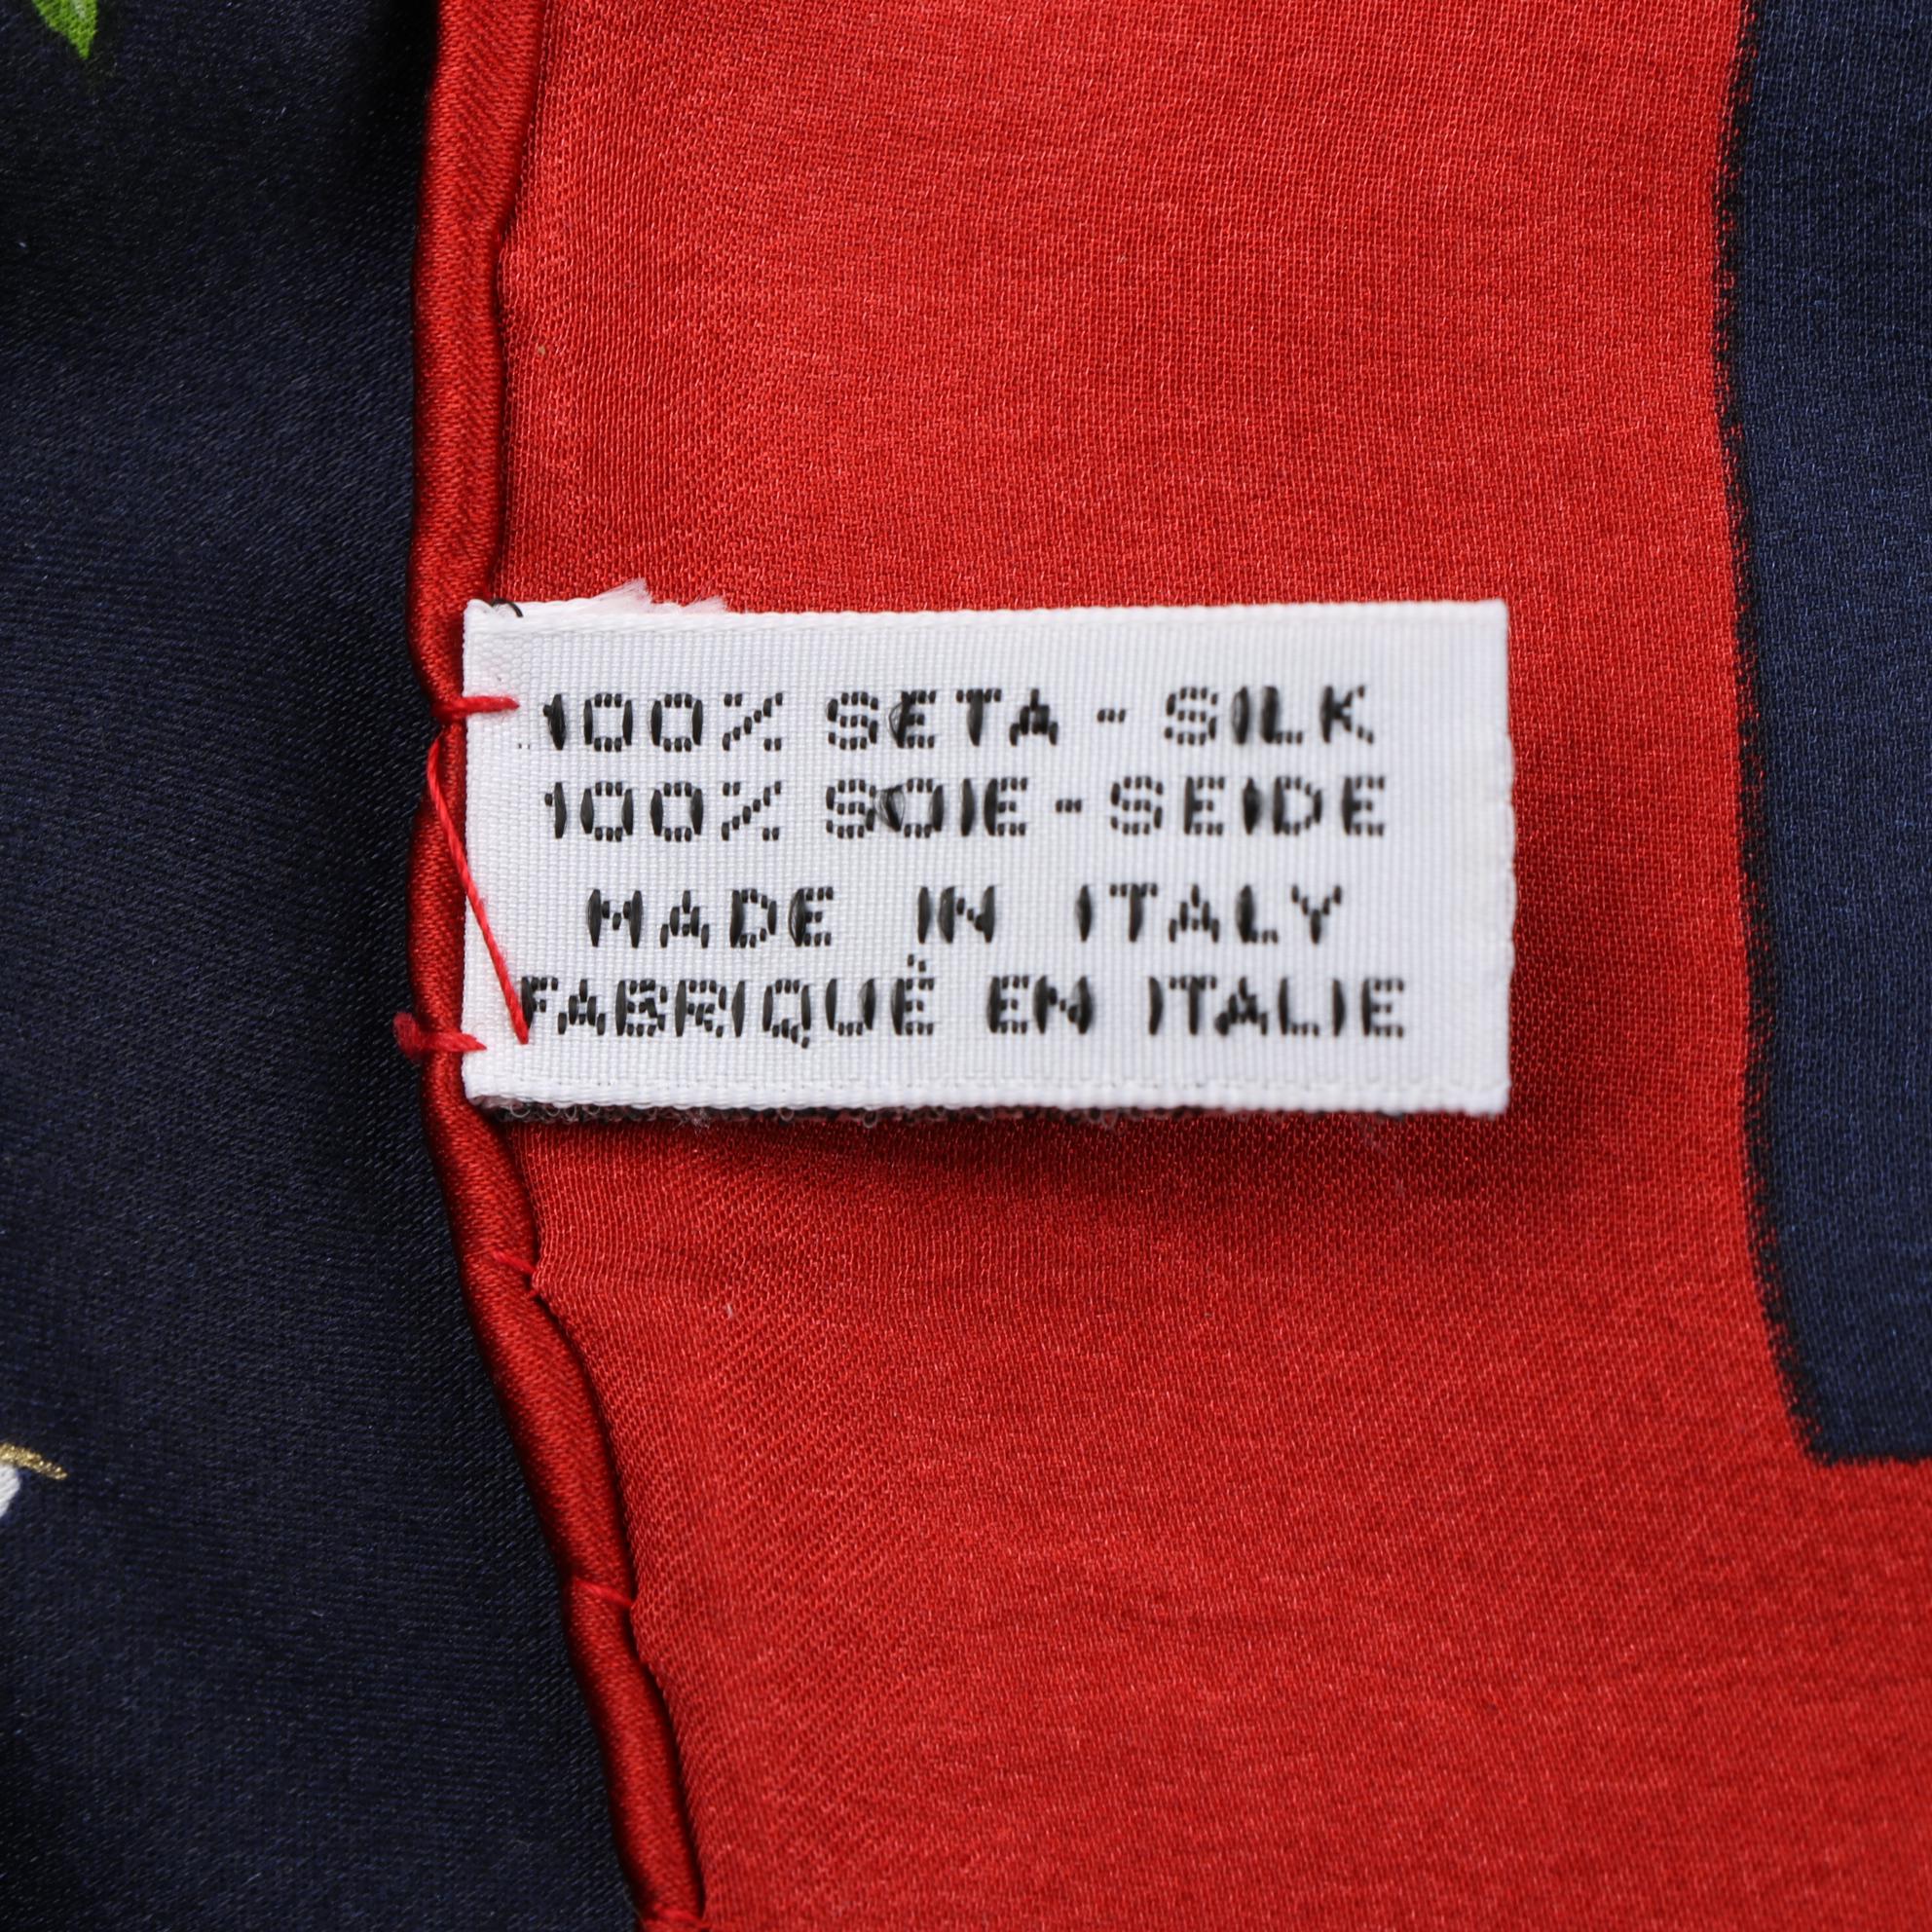 100% SETA - SILK
100% SOIE - SEIDE
MADE IN ITALY
FABRIQUÉ EN ITALIE